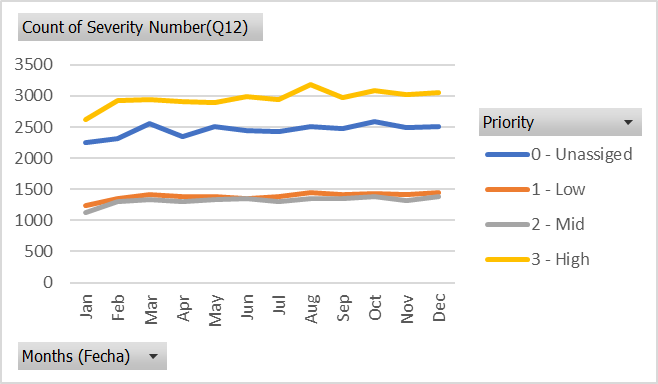 Count of Severity Number(Q12)
3500
3000
2500
2000
1500
1000
500
0
Jan Feb Mar Apr May Jun Jul Aug Sep Oct Nov Dec
Priority
0 - Unassiged
1 - Low
2 - Mid
3 - High
Months (Fecha)